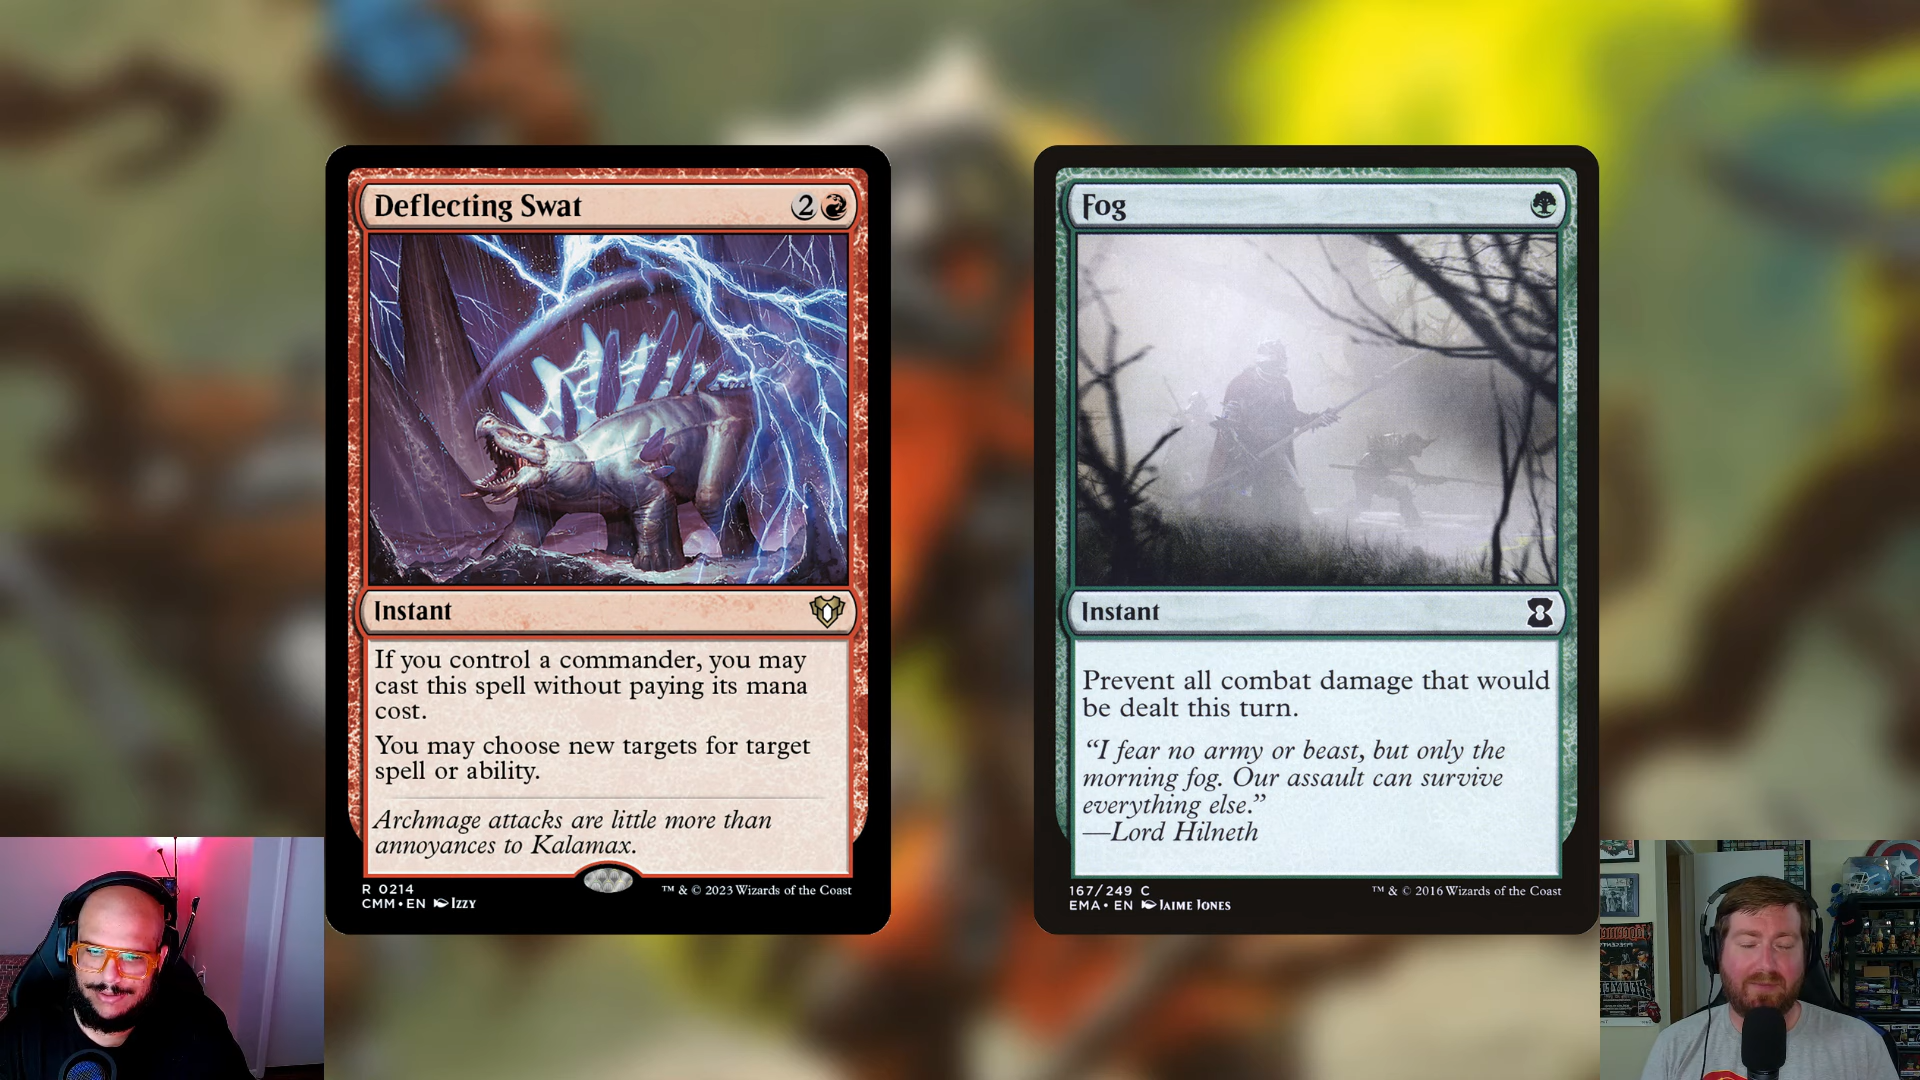 Deflecting Swat
2
Instant
If you control a commander, you may
cast this spell without paying its mana
cost.
You may choose new targets for target
spell or ability.
Archmage attacks are little more than
annoyances to Kalamax.
R 0214
CMM • EN IZZY
™ & © 2023 Wizards of the Coast
Fog
Instant
Prevent all combat damage that would
be dealt this turn.
“I fear no army or beast, but only the
morning fog. Our assault can survive
everything else.”
—Lord Hilneth
167/249 C
EMA • EN JAIME JONES
™ & © 2016 Wizards of the Coast